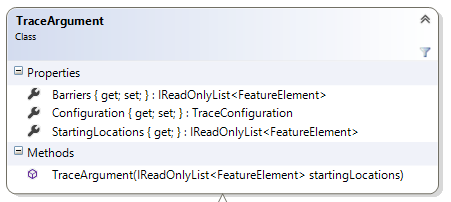 TraceArgument
Class
Properties
Barriers { get; set; } : IReadOnlyList<FeatureElement>
Configuration { get; set; } : TraceConfiguration
StartingLocations { get; } : IReadOnlyList<FeatureElement>
Methods
TraceArgument(IReadOnlyList<FeatureElement> startingLocations)